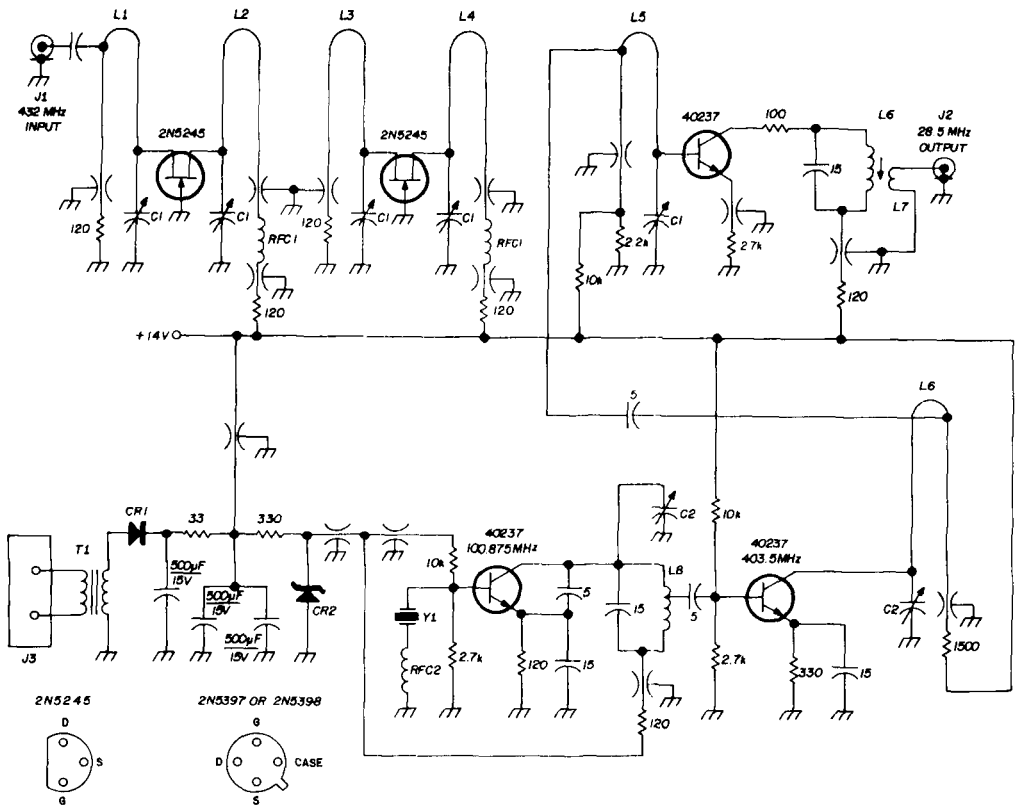 L1
L2
L3
L4
L5
J1
432 MHz
INPUT
2N5245
2N5245
40237
100
L6
J2
28.5 MHz
OUTPUT
15
L7
120
C1
C1
RFC1
120
C1
C1
RFC1
2.2k
C1
2.7k
10k
120
120
120
+14V
5
L6
CR1
33
330
10k
40237
100.875MHz
C2
10k
40237
403.5MHz
T1
500µF
15V
500µF
15V
500µF
15V
CR2
Y1
5
15
L8
5
C2
J3
RFC2
2.7k
120
15
2.7k
330
15
1500
120
2N5245
2N5397 OR 2N5398
D
S
G
G
D
CASE
S